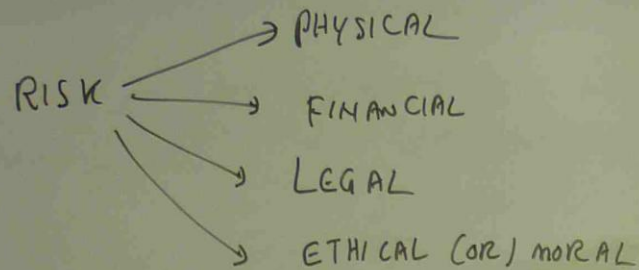 PHYSICAL
RISK
FINANCIAL
LEGAL
ETHICAL (OR) MORAL